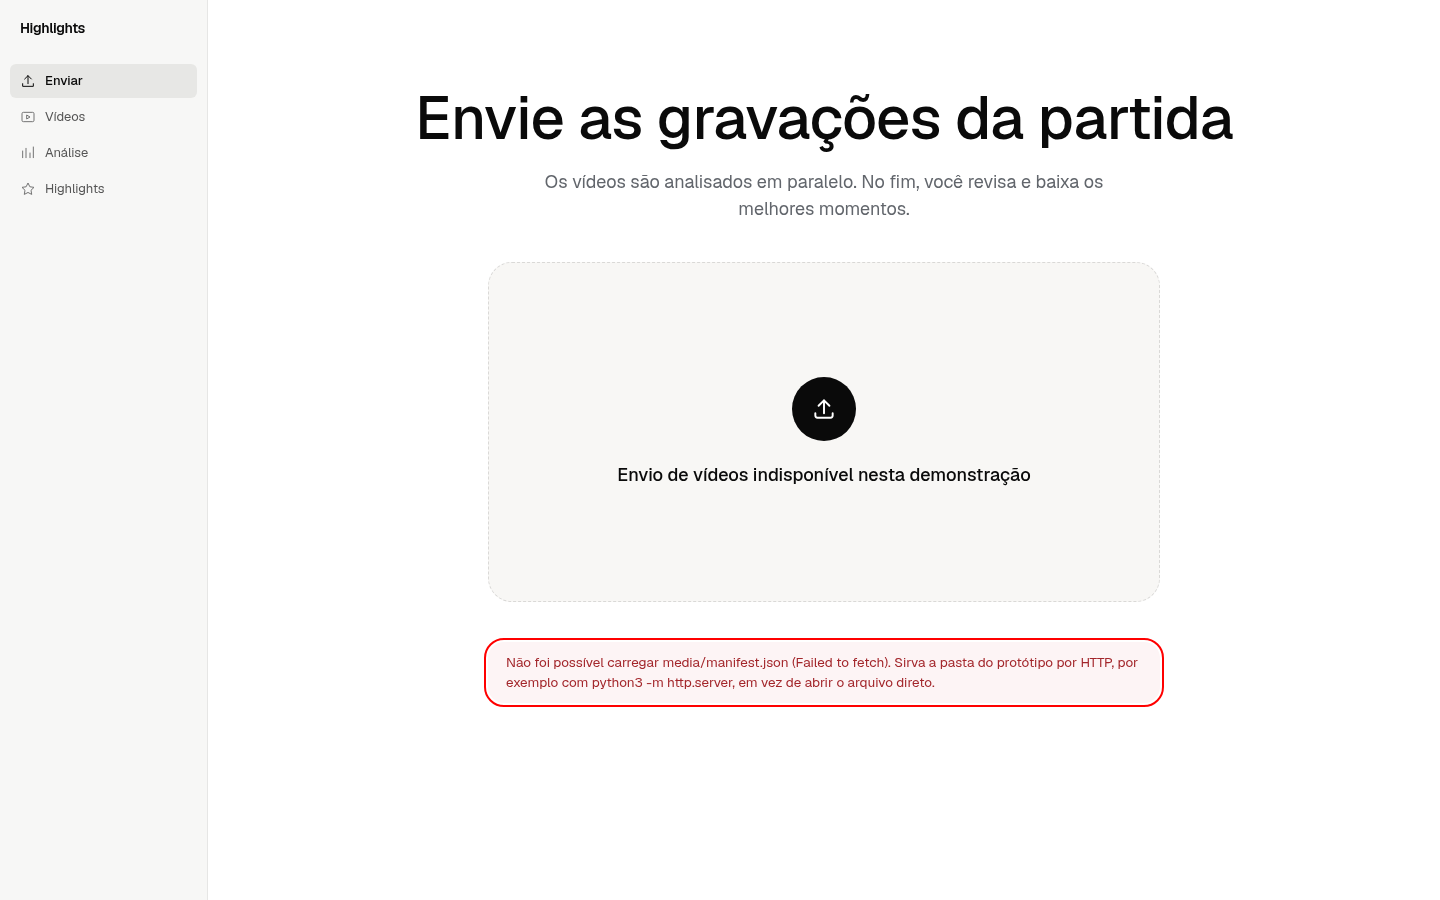 Highlights
Enviar
Vídeos
Análise
Highlights
Envie as gravações da partida
Os vídeos são analisados em paralelo. No fim, você revisa e baixa os
melhores momentos.
Envio de vídeos indisponível nesta demonstração
Não foi possível carregar media/manifest.json (Failed to fetch). Sirva a pasta do protótipo por HTTP, por
exemplo com python3 -m http.server, em vez de abrir o arquivo direto.